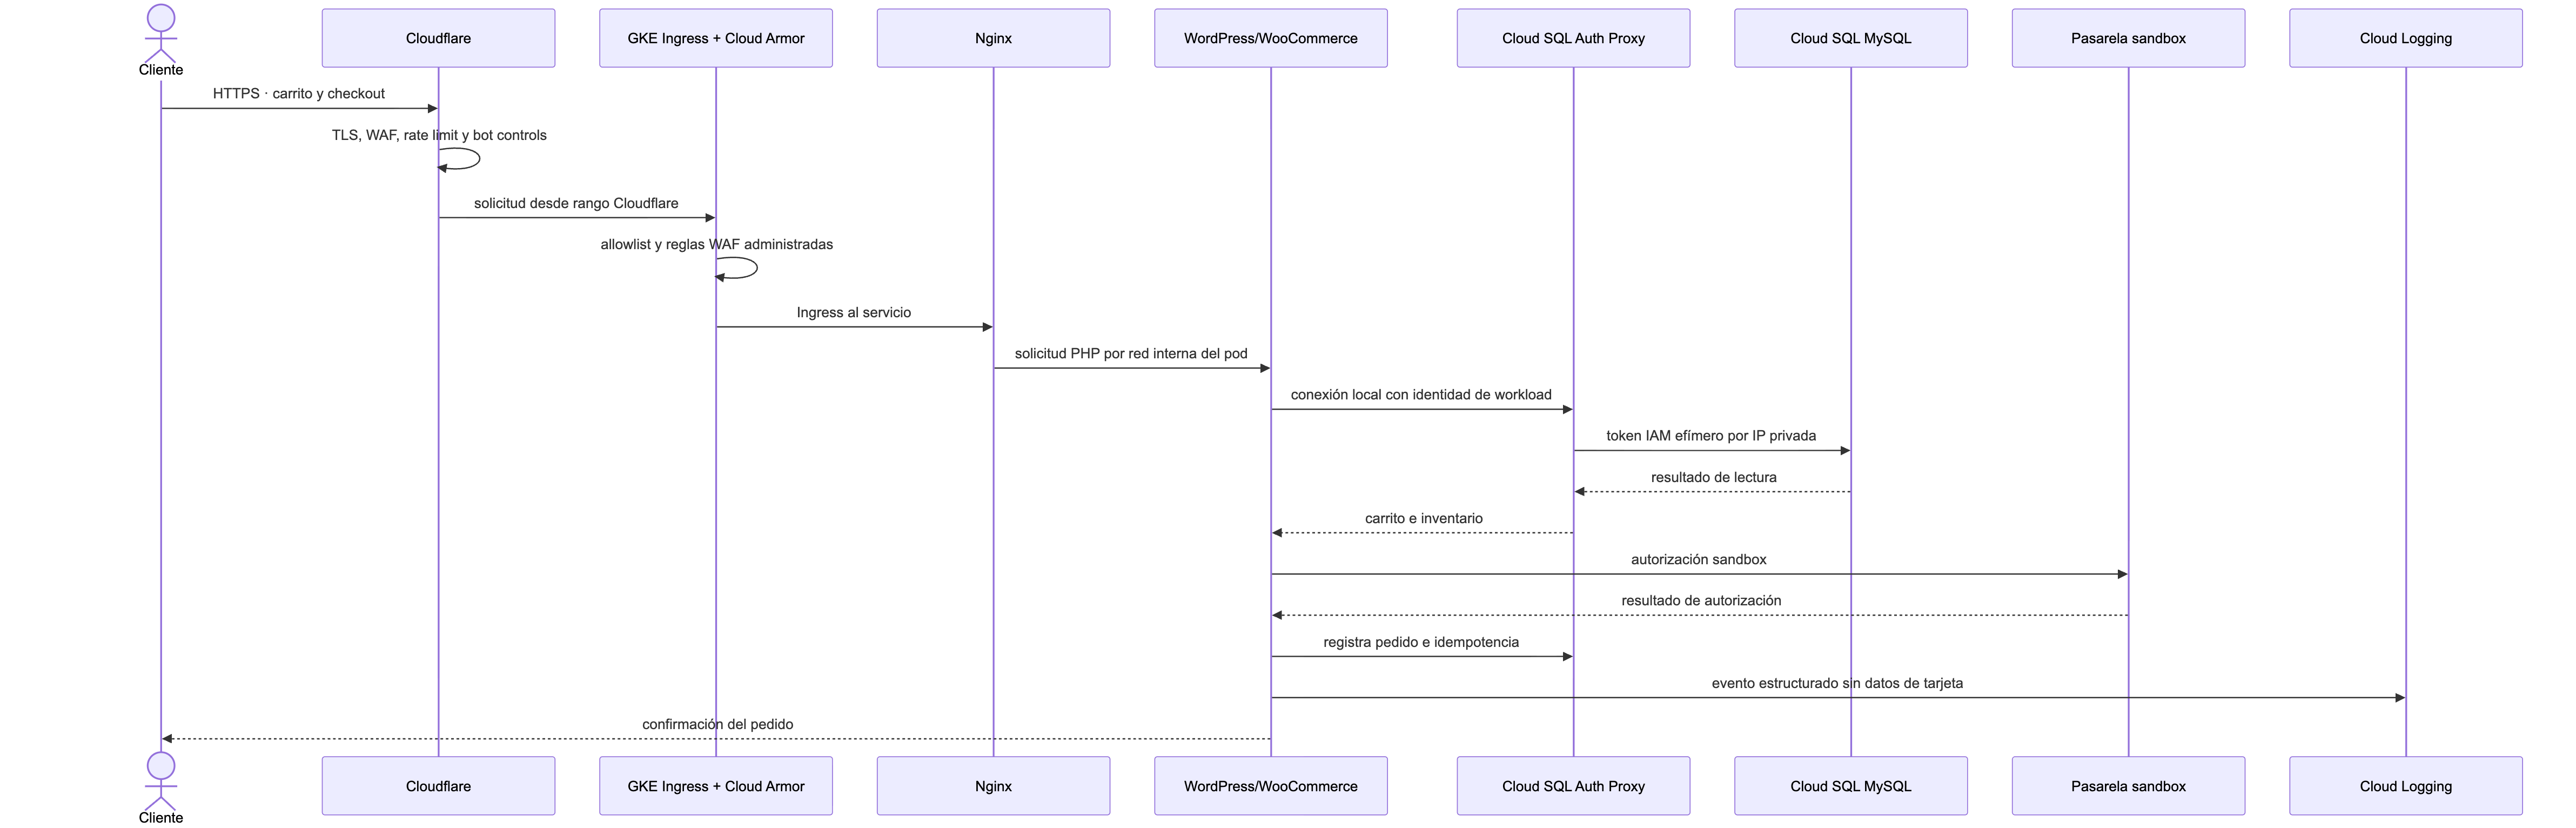 Cliente
Cloudflare
GKE Ingress + Cloud Armor
Nginx
WordPress/WooCommerce
Cloud SQL Auth Proxy
Cloud SQL MySQL
Pasarela sandbox
Cloud Logging
HTTPS · carrito y checkout
TLS, WAF, rate limit y bot controls
solicitud desde rango Cloudflare
allowlist y reglas WAF administradas
Ingress al servicio
solicitud PHP por red interna del pod
conexión local con identidad de workload
token IAM efímero por IP privada
resultado de lectura
carrito e inventario
autorización sandbox
resultado de autorización
registra pedido e idempotencia
evento estructurado sin datos de tarjeta
confirmación del pedido
Cliente
Cloudflare
GKE Ingress + Cloud Armor
Nginx
WordPress/WooCommerce
Cloud SQL Auth Proxy
Cloud SQL MySQL
Pasarela sandbox
Cloud Logging